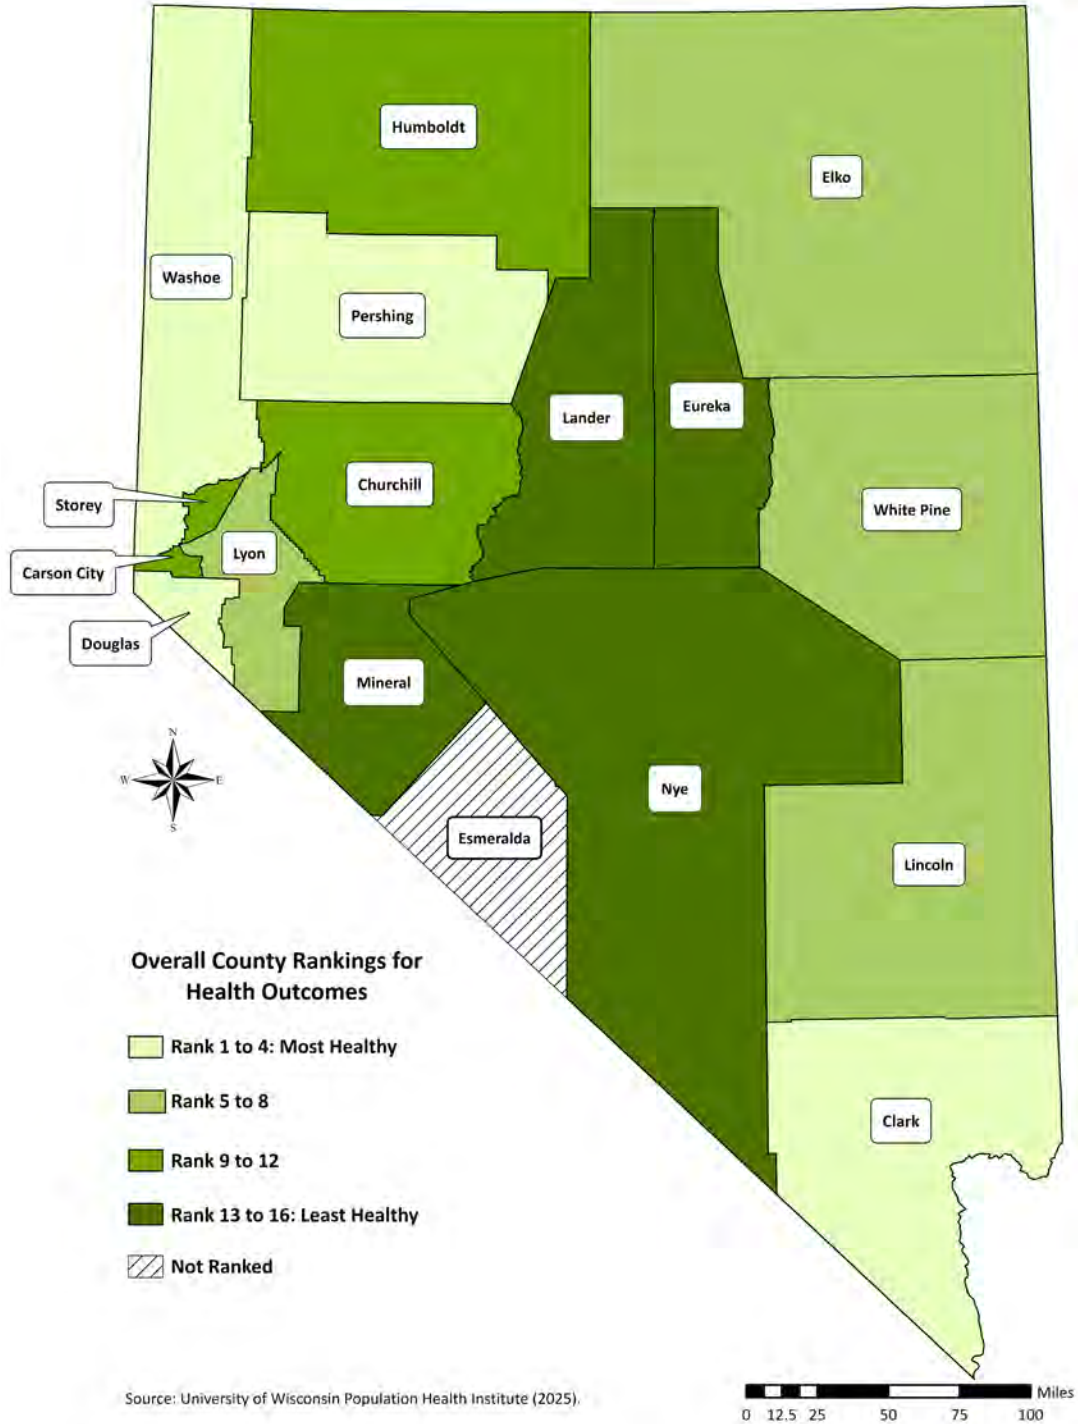 Humboldt
Elko
Washoe
Pershing
Lander
Eureka
Churchill
Storey
White Pine
Lyon
Carson City
Douglas
Mineral
N
W
E
S
Nye
Esmeralda
Lincoln
Overall County Rankings for
Health Outcomes
Rank 1 to 4: Most Healthy
Rank 5 to 8
Clark
Rank 9 to 12
Rank 13 to 16: Least Healthy
Not Ranked
Source: University of Wisconsin Population Health Institute (2025).
Miles
0 12.5 25 50 75 100